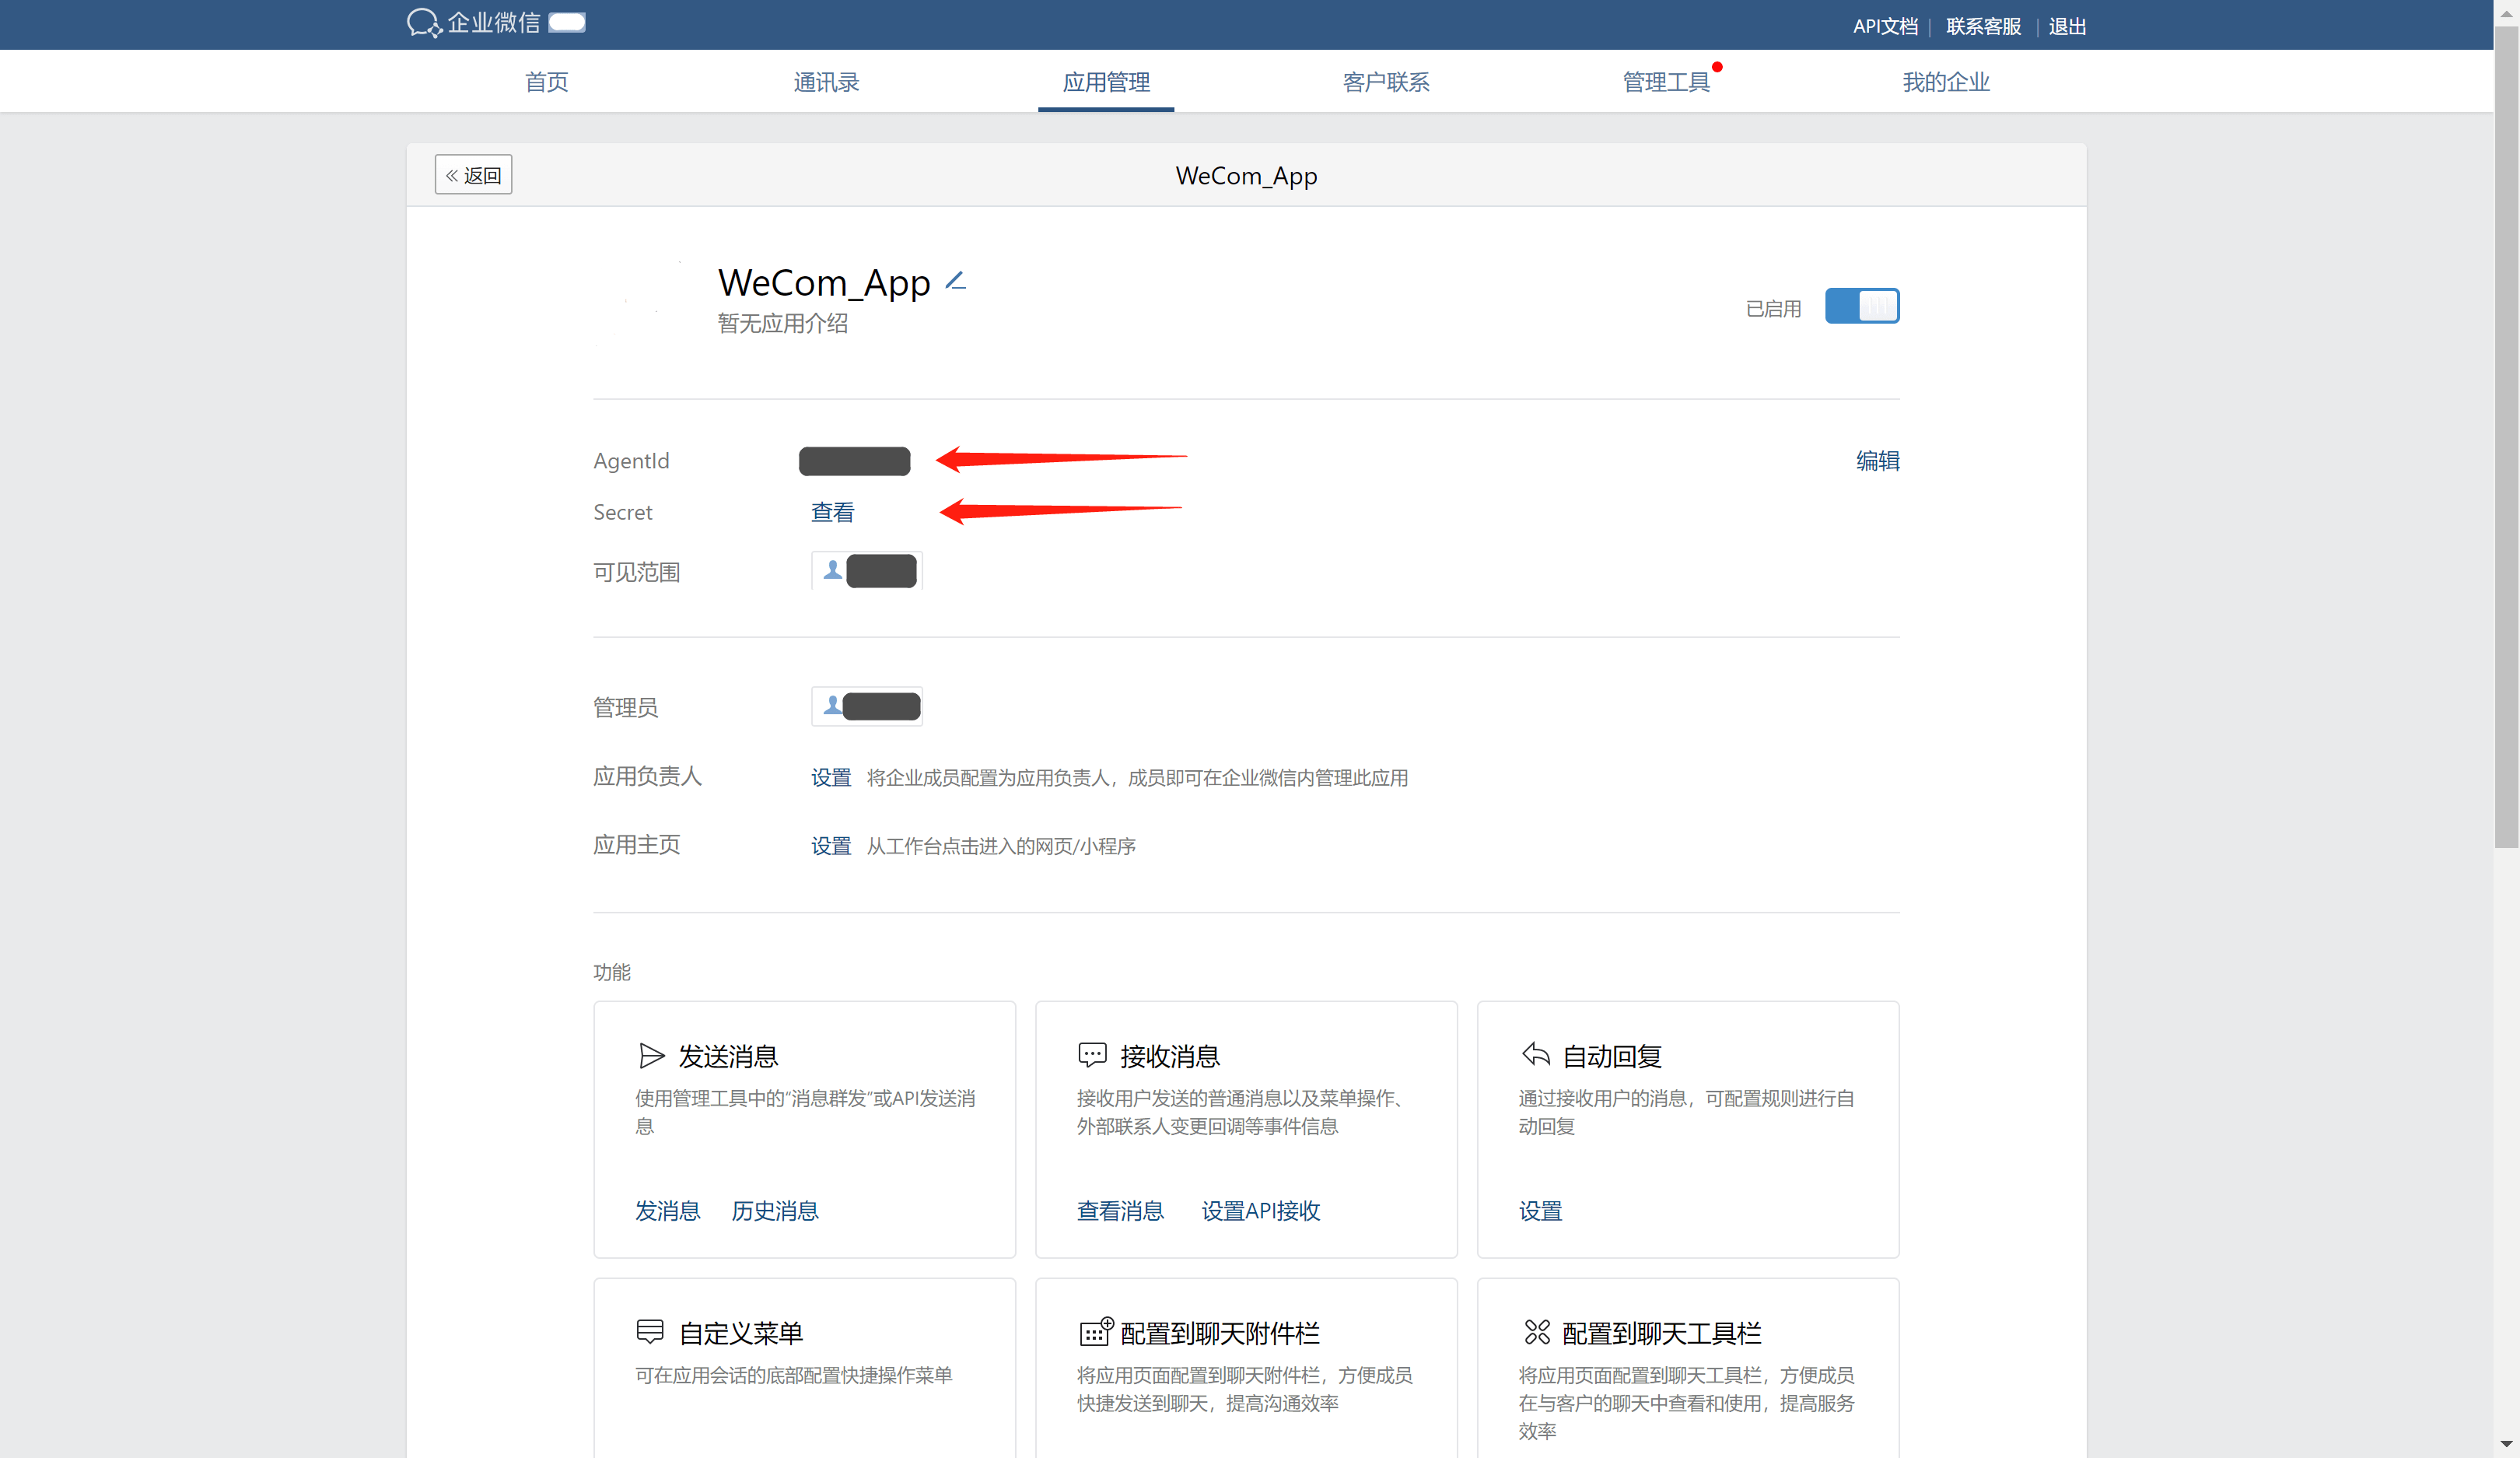 企业微信
API文档 | 联系客服 | 退出
首页 通讯录 应用管理 客户联系 管理工具 我的企业
« 返回
WeCom_App
WeCom_App
暂无应用介绍
已启用
AgentId
编辑
Secret 查看
可见范围
管理员
应用负责人 设置 将企业成员配置为应用负责人，成员即可在企业微信内管理此应用
应用主页 设置 从工作台点击进入的网页/小程序
功能
发送消息
使用管理工具中的“消息群发”或API发送消
息
发消息 历史消息
接收消息
接收用户发送的普通消息以及菜单操作、
外部联系人变更回调等事件信息
查看消息 设置API接收
自动回复
通过接收用户的消息，可配置规则进行自
动回复
设置
自定义菜单
可在应用会话的底部配置快捷操作菜单
配置到聊天附件栏
将应用页面配置到聊天附件栏，方便成员
快捷发送到聊天，提高沟通效率
配置到聊天工具栏
将应用页面配置到聊天工具栏，方便成员
在与客户的聊天中查看和使用，提高服务
效率